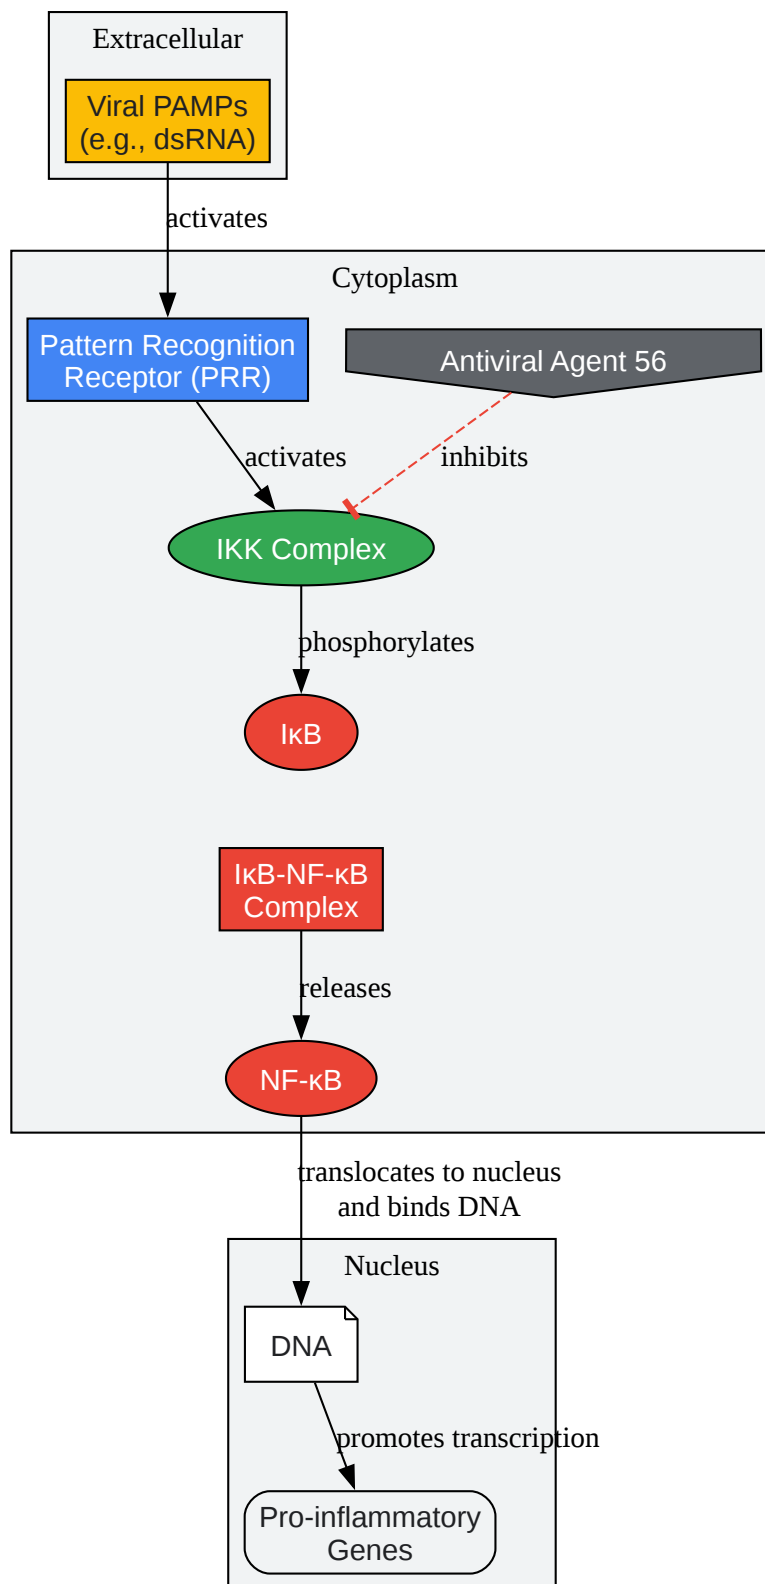 Extracellular
Viral PAMPs
(e.g., dsRNA)
activates
Cytoplasm
Pattern Recognition
Receptor (PRR)
Antiviral Agent 56
activates
inhibits
IKK Complex
phosphorylates
IκB
IκB-NF-κB
Complex
releases
NF-κB
translocates to nucleus
and binds DNA
Nucleus
DNA
promotes transcription
Pro-inflammatory
Genes